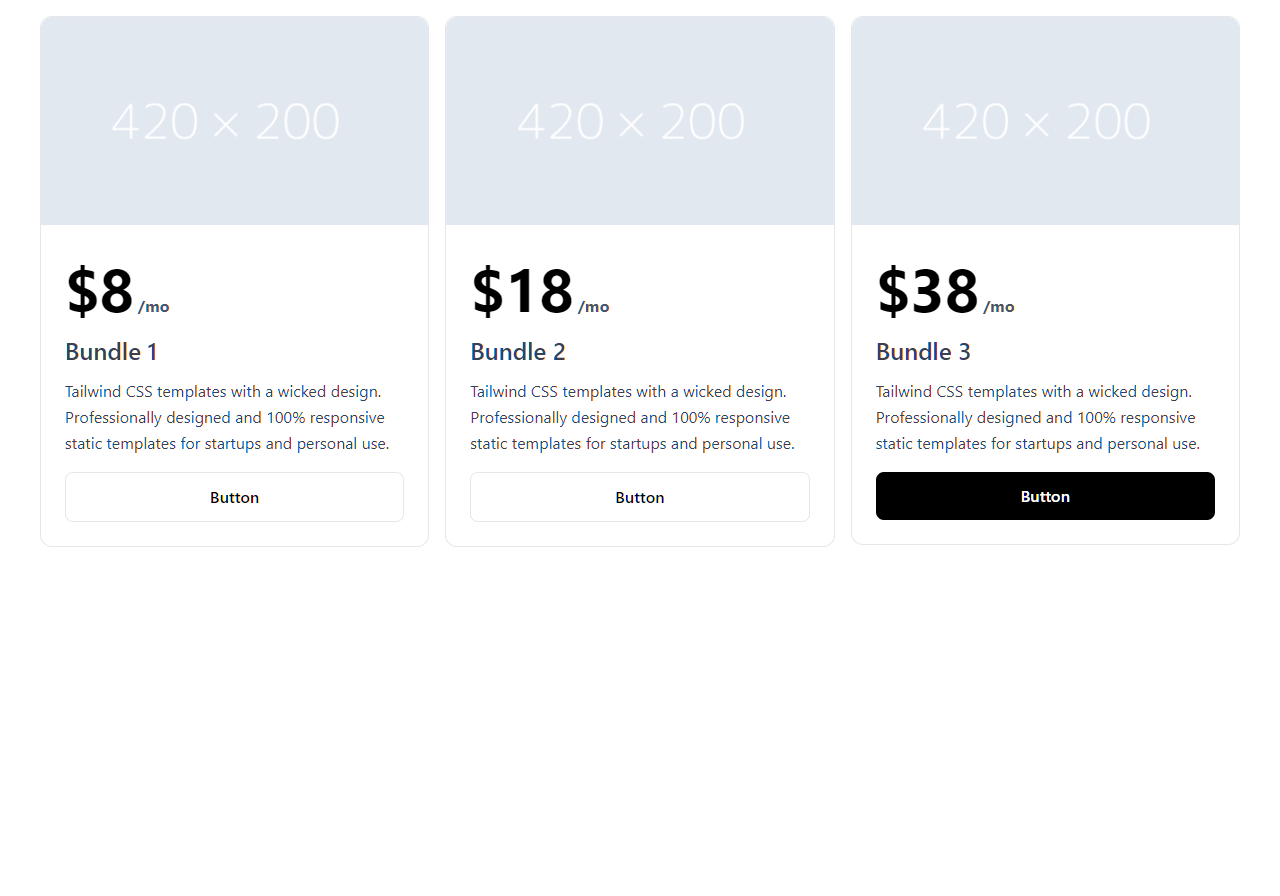 420 × 200
$8 /mo
Bundle 1
Tailwind CSS templates with a wicked design.
Professionally designed and 100% responsive
static templates for startups and personal use.
Button
420 × 200
$18 /mo
Bundle 2
Tailwind CSS templates with a wicked design.
Professionally designed and 100% responsive
static templates for startups and personal use.
Button
420 × 200
$38 /mo
Bundle 3
Tailwind CSS templates with a wicked design.
Professionally designed and 100% responsive
static templates for startups and personal use.
Button